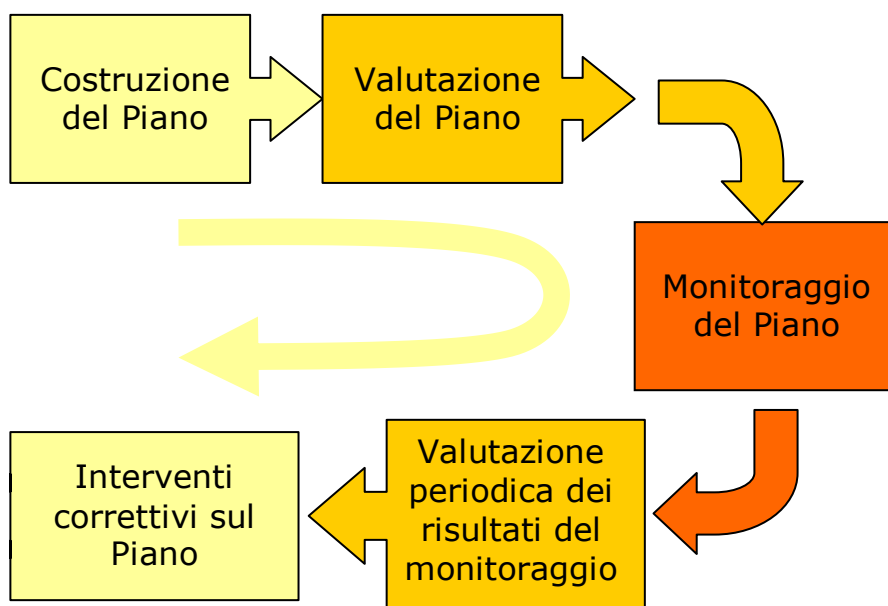 Costruzione
del Piano
Valutazione
del Piano
Monitoraggio
del Piano
Valutazione
periodica dei
risultati del
monitoraggio
Interventi
correttivi sul
Piano